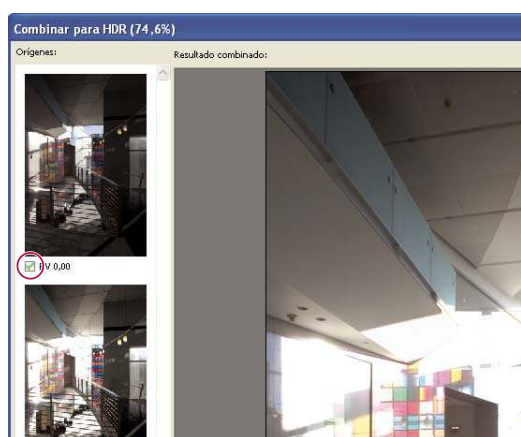 Combinar para HDR (74,6%)
Orígenes:
Resultado combinado:
EV 0,00